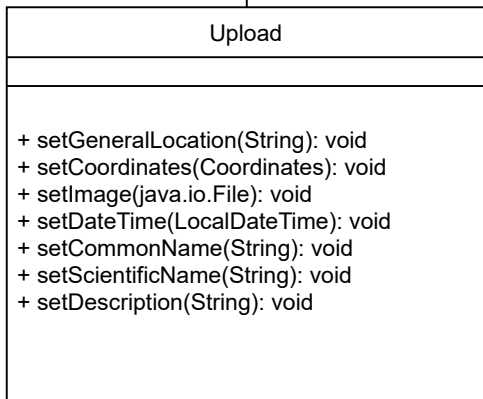 Upload
+ setGeneralLocation(String): void
+ setCoordinates(Coordinates): void
+ setImage(java.io.File): void
+ setDateTime(LocalDateTime): void
+ setCommonName(String): void
+ setScientificName(String): void
+ setDescription(String): void